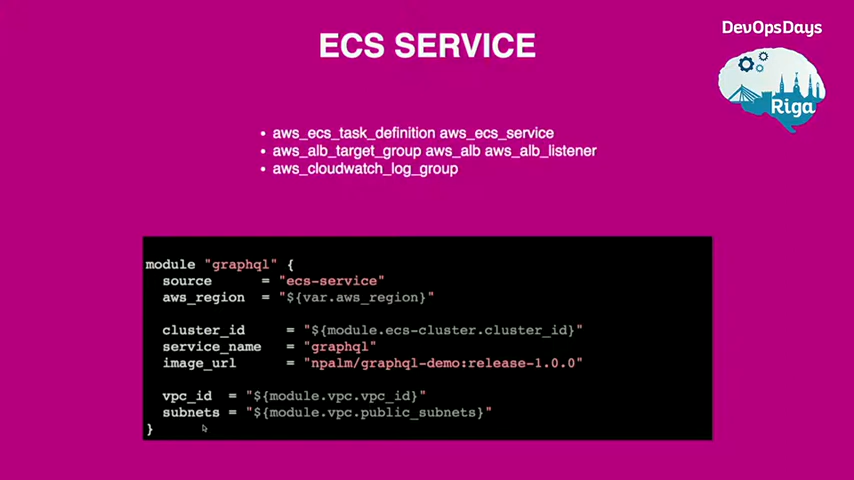 ECS SERVICE
DevOpsDays
Riga
• aws_ecs_task_definition aws_ecs_service
• aws_alb_target_group aws_alb aws_alb_listener
• aws_cloudwatch_log_group
module "graphql" {
  source      = "ecs-service"
  aws_region  = "${var.aws_region}"
  cluster_id     = "${module.ecs-cluster.cluster_id}"
  service_name   = "graphql"
  image_url      = "npalm/graphql-demo:release-1.0.0"
  vpc_id  = "${module.vpc.vpc_id}"
  subnets = "${module.vpc.public_subnets}"
}